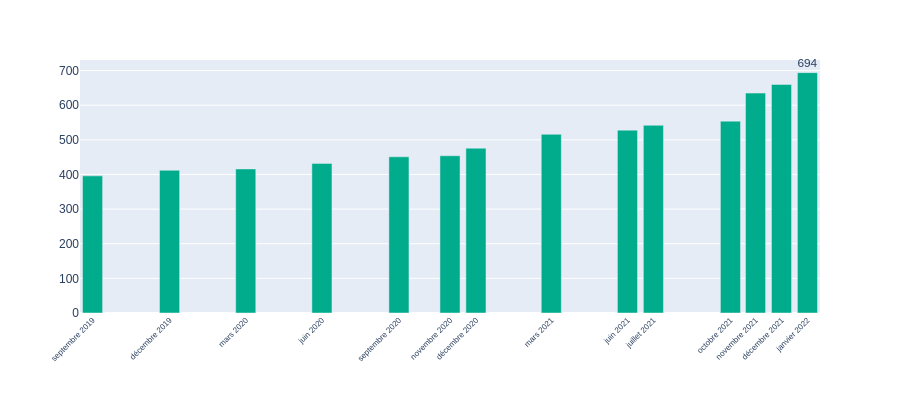 694
700
600
500
400
300
200
100
0
septembre 2019
décembre 2019
mars 2020
juin 2020
septembre 2020
novembre 2020
décembre 2020
mars 2021
juin 2021
juillet 2021
octobre 2021
novembre 2021
décembre 2021
janvier 2022